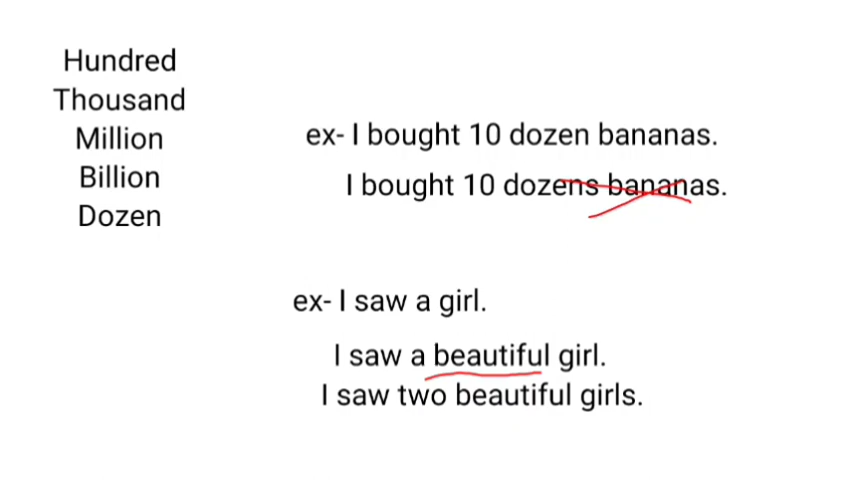 Hundred
Thousand
Million
Billion
Dozen
ex- I bought 10 dozen bananas.
I bought 10 dozens bananas.
ex- I saw a girl.
I saw a beautiful girl.
I saw two beautiful girls.